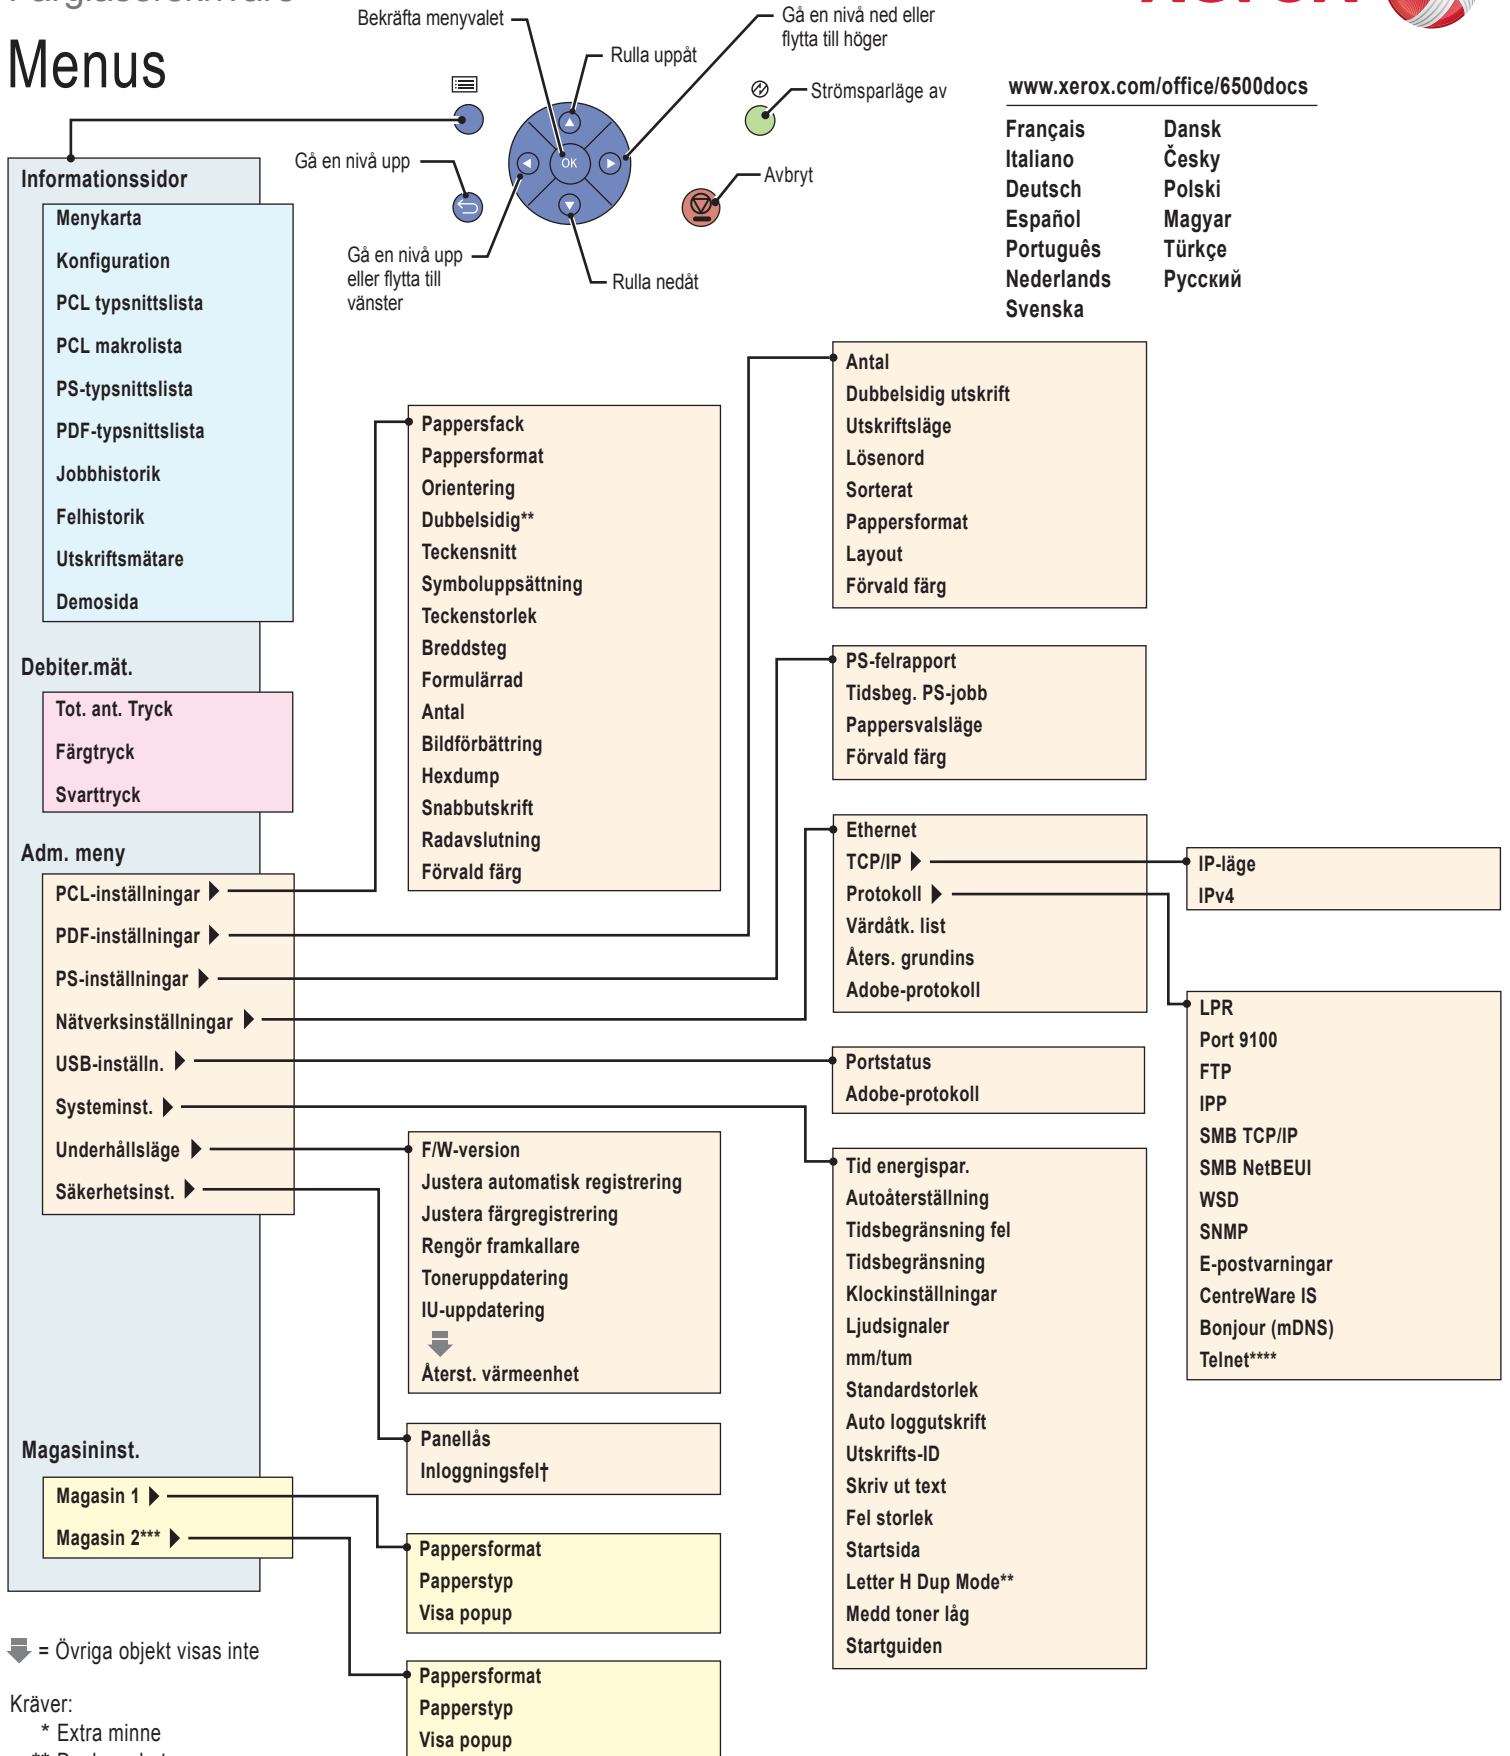 Menus
Bekräfta menyvalet
Gå en nivå ned eller
flytta till höger
Rulla uppåt
Strömsparläge av
Gå en nivå upp
OK
Avbryt
Gå en nivå upp
eller flytta till
vänster
Rulla nedåt
www.xerox.com/office/6500docs
Français
Italiano
Deutsch
Español
Português
Nederlands
Svenska
Dansk
Česky
Polski
Magyar
Türkçe
Русский
Informationssidor
Menykarta
Konfiguration
PCL typsnittslista
PCL makrolista
PS-typsnittslista
PDF-typsnittslista
Jobbhistorik
Felhistorik
Utskriftsmätare
Demosida
Debiter.mät.
Tot. ant. Tryck
Färgtryck
Svarttryck
Adm. meny
PCL-inställningar
PDF-inställningar
PS-inställningar
Nätverksinställningar
USB-inställn.
Systeminst.
Underhållsläge
Säkerhetsinst.
Magasininst.
Magasin 1
Magasin 2***
Pappersfack
Pappersformat
Orientering
Dubbelsidig**
Teckensnitt
Symboluppsättning
Teckenstorlek
Breddsteg
Formulärrad
Antal
Bildförbättring
Hexdump
Snabbutskrift
Radavslutning
Förvald färg
F/W-version
Justera automatisk registrering
Justera färgregistrering
Rengör framkallare
Toneruppdatering
IU-uppdatering
Återst. värmeenhet
Panellås
Inloggningsfel†
Pappersformat
Papperstyp
Visa popup
Pappersformat
Papperstyp
Visa popup
Antal
Dubbelsidig utskrift
Utskriftsläge
Lösenord
Sorterat
Pappersformat
Layout
Förvald färg
PS-felrapport
Tidsbeg. PS-jobb
Pappersvalsläge
Förvald färg
Ethernet
TCP/IP
Protokoll
Värdåtk. list
Åters. grundins
Adobe-protokoll
Portstatus
Adobe-protokoll
Tid energispar.
Autoåterställning
Tidsbegränsning fel
Tidsbegränsning
Klockinställningar
Ljudsignaler
mm/tum
Standardstorlek
Auto loggutskrift
Utskrifts-ID
Skriv ut text
Fel storlek
Startsida
Letter H Dup Mode**
Medd toner låg
Startguiden
IP-läge
IPv4
LPR
Port 9100
FTP
IPP
SMB TCP/IP
SMB NetBEUI
WSD
SNMP
E-postvarningar
CentreWare IS
Bonjour (mDNS)
Telnet****
= Övriga objekt visas inte
Kräver:
* Extra minne